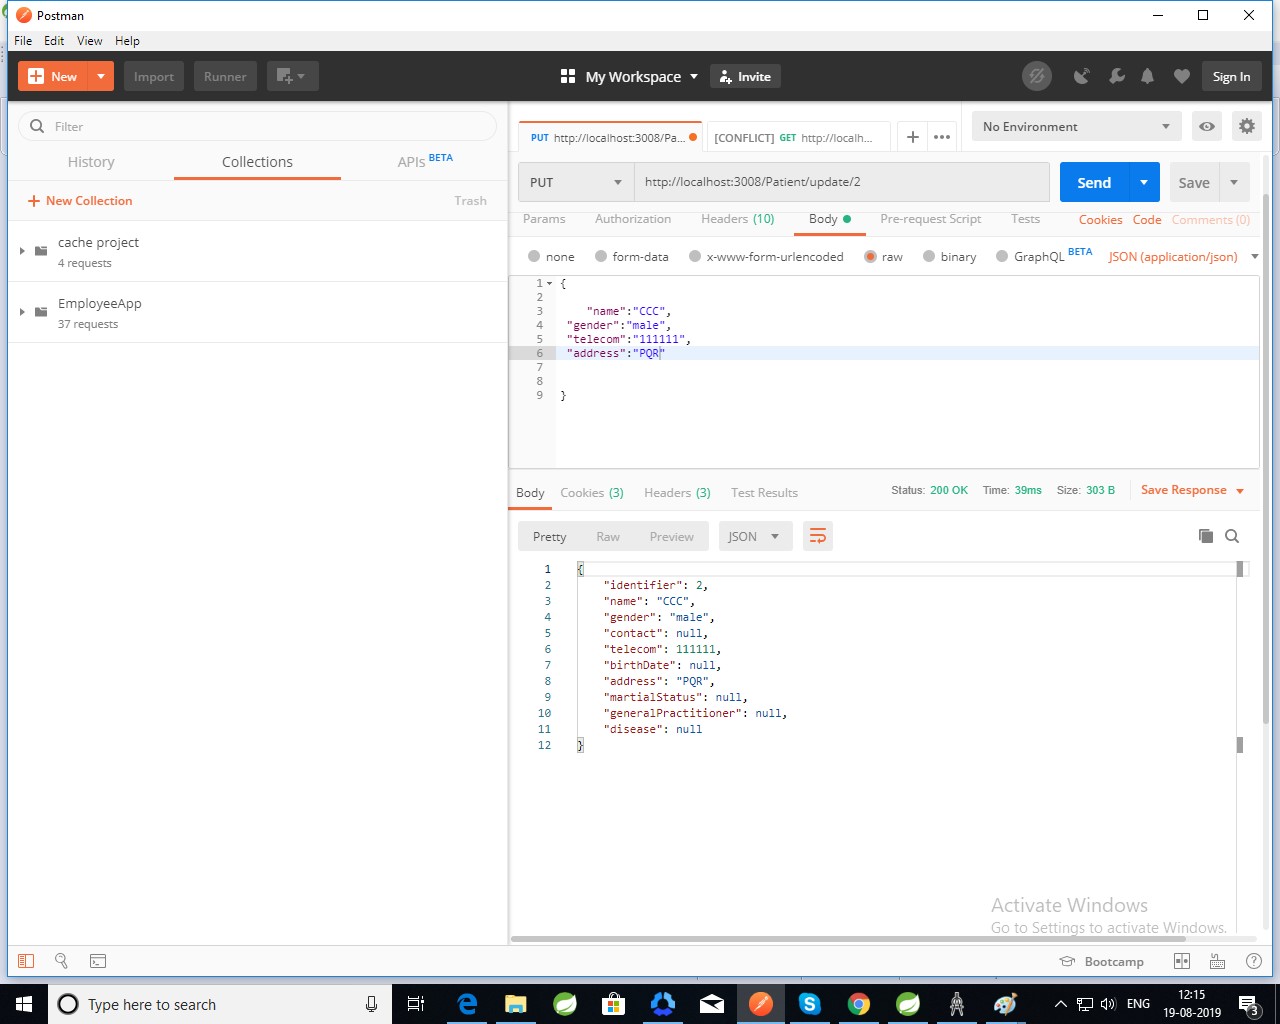 Postman
File Edit View Help
New Import Runner My Workspace Invite Sign In
Filter
History Collections APIs BETA
+ New Collection Trash
cache project
4 requests
EmployeeApp
37 requests
PUT http://localhost:3008/Pa... [CONFLICT] GET http://localh... + ••• No Environment
PUT http://localhost:3008/Patient/update/2 Send Save
Params Authorization Headers (10) Body Pre-request Script Tests Cookies Code Comments (0)
none form-data x-www-form-urlencoded raw binary GraphQL BETA JSON (application/json)
1 {
2
3 "name":"CCC",
4 "gender":"male",
5 "telecom":"111111",
6 "address":"PQR"
7
8
9 }
Body Cookies (3) Headers (3) Test Results Status: 200 OK Time: 39ms Size: 303 B Save Response
Pretty Raw Preview JSON
1 {
2 "identifier": 2,
3 "name": "CCC",
4 "gender": "male",
5 "contact": null,
6 "telecom": 111111,
7 "birthDate": null,
8 "address": "PQR",
9 "martialStatus": null,
10 "generalPractitioner": null,
11 "disease": null
12 }
Activate Windows
Go to Settings to activate Windows.
Bootcamp
Type here to search
ENG
12:15
19-08-2019
3